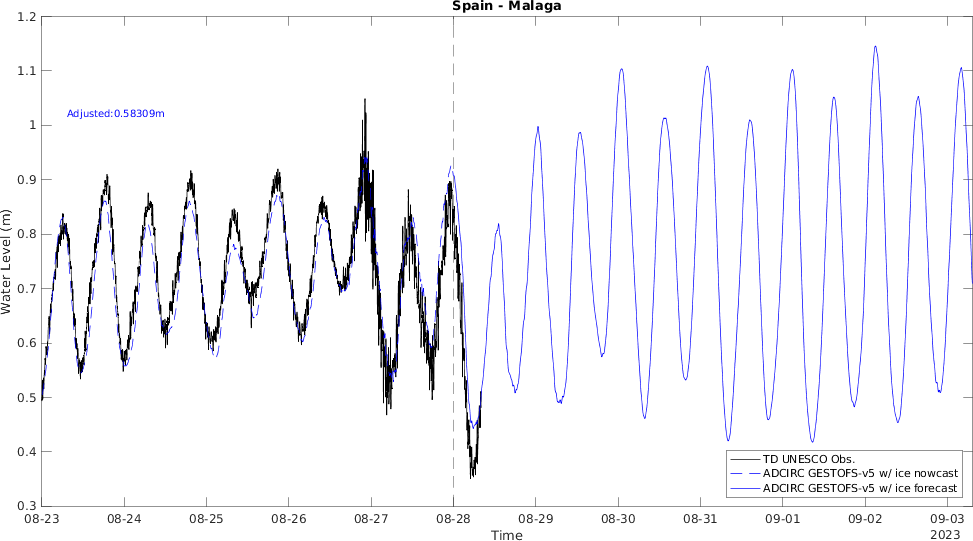 Spain - Malaga
1.2
1.1
1
0.9
0.8
0.7
0.6
0.5
0.4
0.3
Water Level (m)
Adjusted:0.58309m
TD UNESCO Obs.
ADCIRC GESTOFS-v5 w/ ice nowcast
ADCIRC GESTOFS-v5 w/ ice forecast
08-23 08-24 08-25 08-26 08-27 08-28 08-29 08-30 08-31 09-01 09-02 09-03
2023
Time